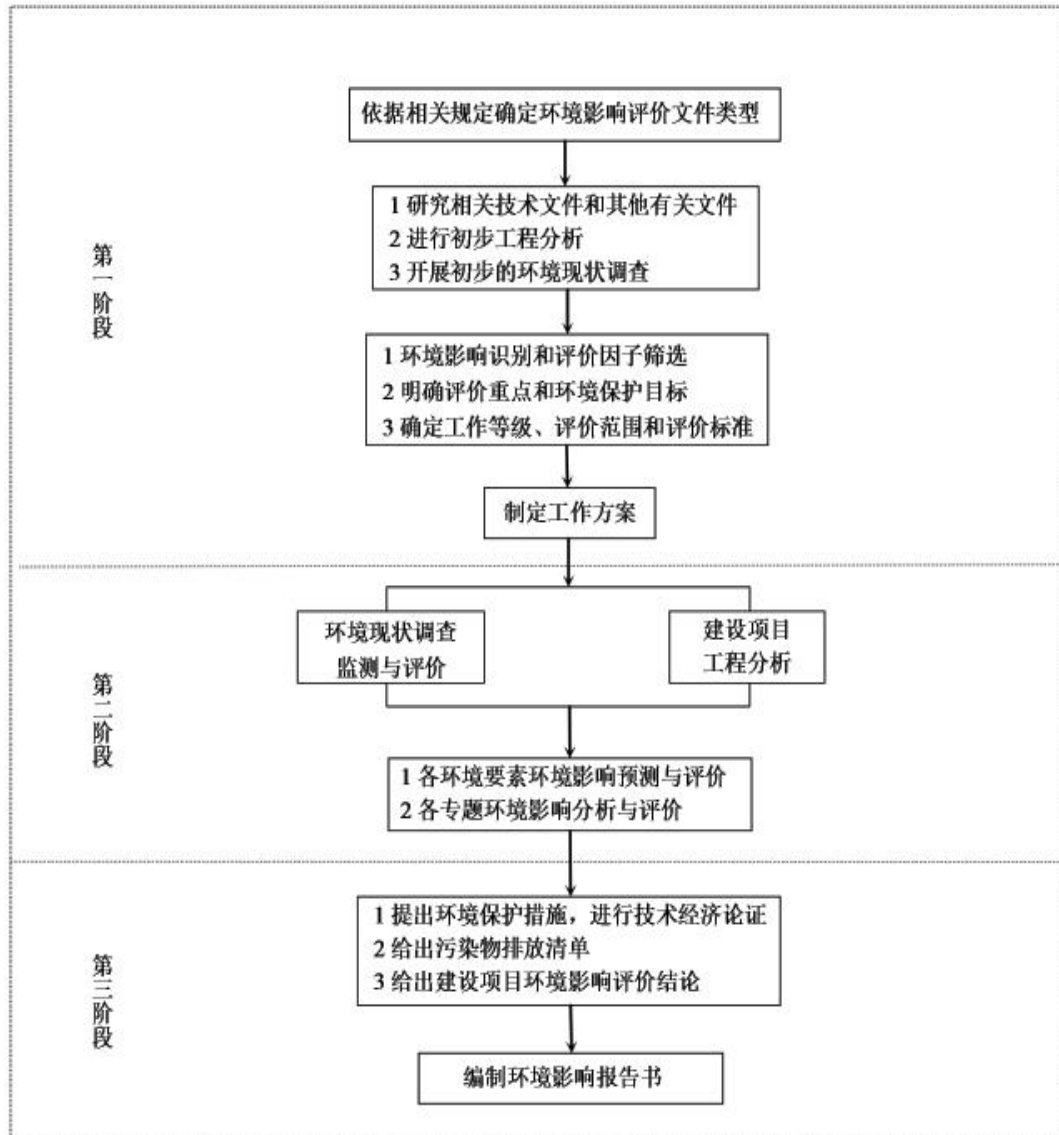 依据相关规定确定环境影响评价文件类型
1 研究相关技术文件和其他有关文件
2 进行初步工程分析
3 开展初步的环境现状调查
第一阶段
1 环境影响识别和评价因子筛选
2 明确评价重点和环境保护目标
3 确定工作等级、评价范围和评价标准
制定工作方案
环境现状调查
监测与评价
建设项目
工程分析
第二阶段
1 各环境要素环境影响预测与评价
2 各专题环境影响分析与评价
1 提出环境保护措施，进行技术经济论证
2 给出污染物排放清单
3 给出建设项目环境影响评价结论
第三阶段
编制环境影响报告书